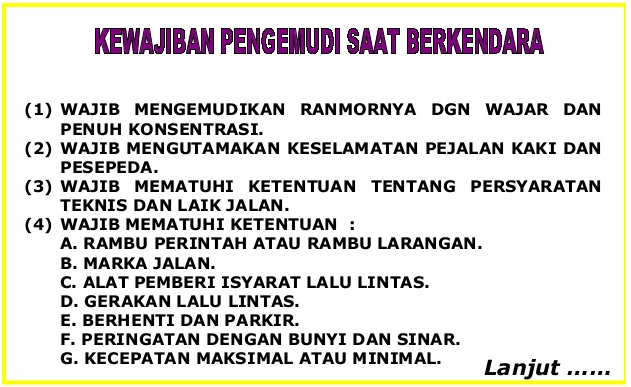 KEWAJIBAN PENGEMUDI SAAT BERKENDARA
(1) WAJIB MENGEMUDIKAN RANMORNYA DGN WAJAR DAN
PENUH KONSENTRASI.
(2) WAJIB MENGUTAMAKAN KESELAMATAN PEJALAN KAKI DAN
PESEPEDA.
(3) WAJIB MEMATUHI KETENTUAN TENTANG PERSYARATAN
TEKNIS DAN LAIK JALAN.
(4) WAJIB MEMATUHI KETENTUAN :
A. RAMBU PERINTAH ATAU RAMBU LARANGAN.
B. MARKA JALAN.
C. ALAT PEMBERI ISYARAT LALU LINTAS.
D. GERAKAN LALU LINTAS.
E. BERHENTI DAN PARKIR.
F. PERINGATAN DENGAN BUNYI DAN SINAR.
G. KECEPATAN MAKSIMAL ATAU MINIMAL.
Lanjut ......